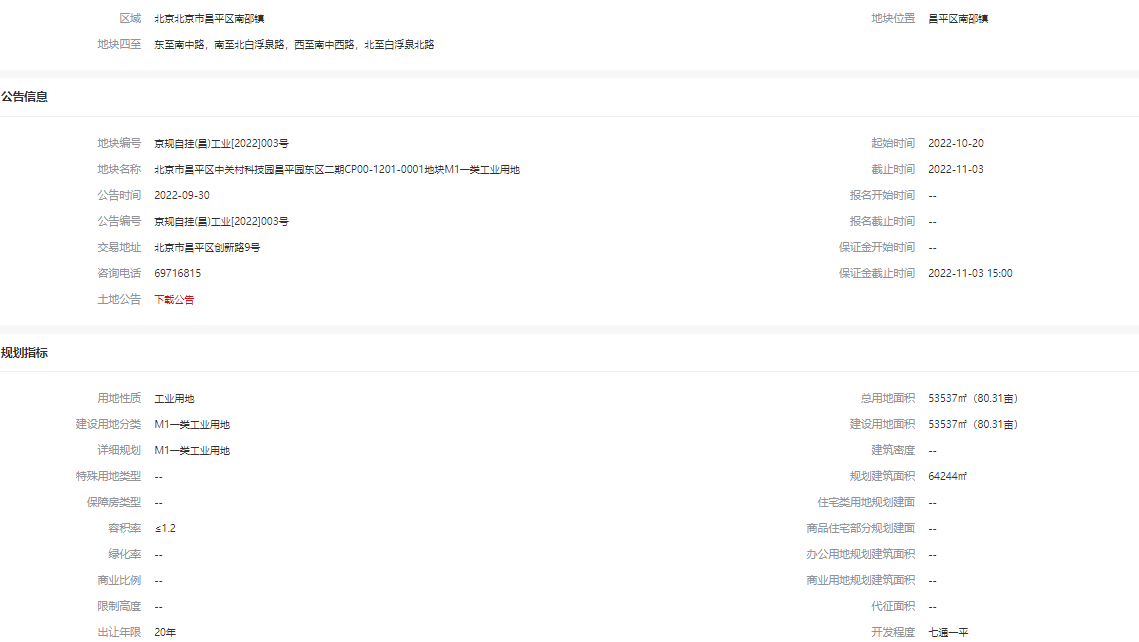 区域 北京北京市昌平区南邵镇 地块位置 昌平区南邵镇
地块四至 东至南中路，南至北白浮泉路，西至南中西路，北至白浮泉北路
公告信息
地块编号 京规自挂(昌)工业[2022]003号 起始时间 2022-10-20
地块名称 北京市昌平区中关村科技园昌平园东区二期CP00-1201-0001地块M1一类工业用地 截止时间 2022-11-03
公告时间 2022-09-30 报名开始时间 --
公告编号 京规自挂(昌)工业[2022]003号 报名截止时间 --
交易地址 北京市昌平区创新路9号 保证金开始时间 --
咨询电话 69716815 保证金截止时间 2022-11-03 15:00
土地公告 下载公告
规划指标
用地性质 工业用地 总用地面积 53537㎡（80.31亩）
建设用地分类 M1一类工业用地 建设用地面积 53537㎡（80.31亩）
详细规划 M1一类工业用地 建筑密度 --
特殊用地类型 -- 规划建筑面积 64244㎡
保障房类型 -- 住宅类用地规划建面 --
容积率 ≤1.2 商品住宅部分规划建面 --
绿化率 -- 办公用地规划建筑面积 --
商业比例 -- 商业用地规划建筑面积 --
限制高度 -- 代征面积 --
出让年限 20年 开发程度 七通一平